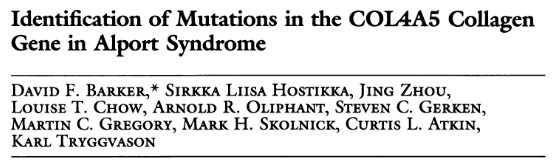 Identification of Mutations in the COL4A5 Collagen
Gene in Alport Syndrome
DAVID F. BARKER,* SIRKKA LIISA HOSTIKKA, JING ZHOU,
LOUISE T. CHOW, ARNOLD R. OLIPHANT, STEVEN C. GERKEN,
MARTIN C. GREGORY, MARK H. SKOLNICK, CURTIS L. ATKIN,
KARL TRYGGVASON